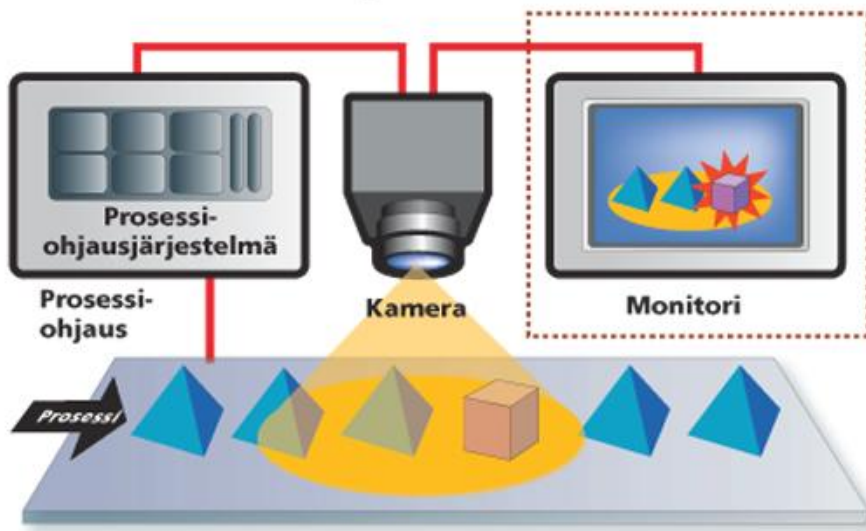 Prosessi-
ohjausjärjestelmä
Prosessi-
ohjaus
Kamera
Monitori
Prosessi